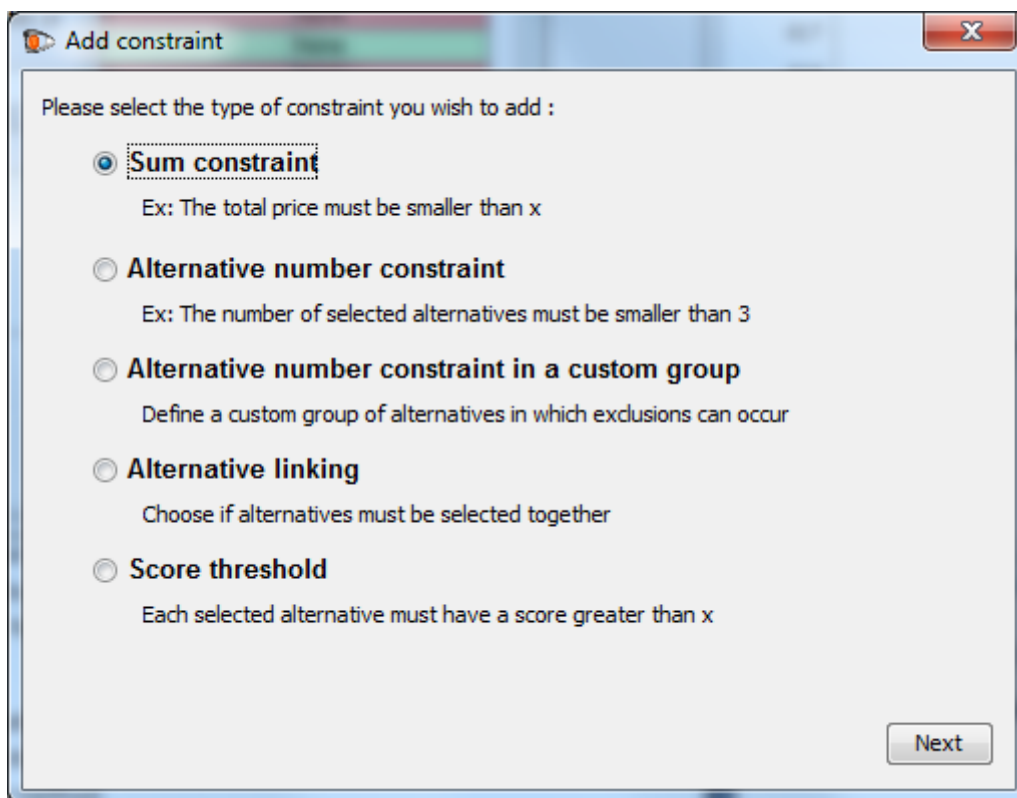 Add constraint
Please select the type of constraint you wish to add :
Sum constraint
Ex: The total price must be smaller than x
Alternative number constraint
Ex: The number of selected alternatives must be smaller than 3
Alternative number constraint in a custom group
Define a custom group of alternatives in which exclusions can occur
Alternative linking
Choose if alternatives must be selected together
Score threshold
Each selected alternative must have a score greater than x
Next